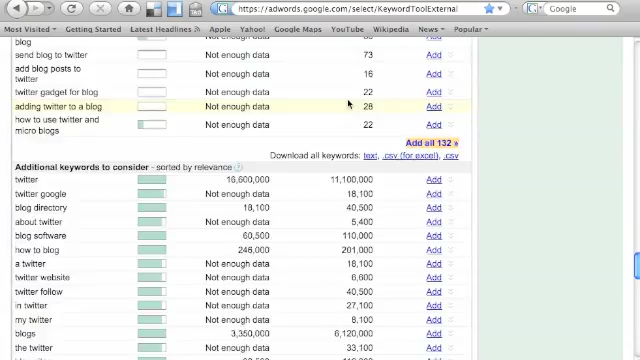 https://adwords.google.com/select/KeywordToolExternal
Google
Most Visited Getting Started Latest Headlines Apple Yahoo! Google Maps YouTube Wikipedia News Popular
blog Add
send blog to twitter Not enough data 73 Add
add blog posts to
twitter Not enough data 16 Add
twitter gadget for blog Not enough data 22 Add
adding twitter to a blog Not enough data 28 Add
how to use twitter and
micro blogs Not enough data 22 Add
Add all 132 »
Download all keywords: text, .csv (for excel), .csv
Additional keywords to consider - sorted by relevance ?
twitter 16,600,000 11,100,000 Add
twitter google Not enough data 18,100 Add
blog directory 18,100 40,500 Add
about twitter Not enough data 5,400 Add
blog software 60,500 110,000 Add
how to blog 246,000 201,000 Add
a twitter Not enough data 18,100 Add
twitter website Not enough data 6,600 Add
twitter follow Not enough data 40,500 Add
in twitter Not enough data 27,100 Add
my twitter Not enough data 8,100 Add
blogs 3,350,000 6,120,000 Add
the twitter Not enough data 33,100 Add